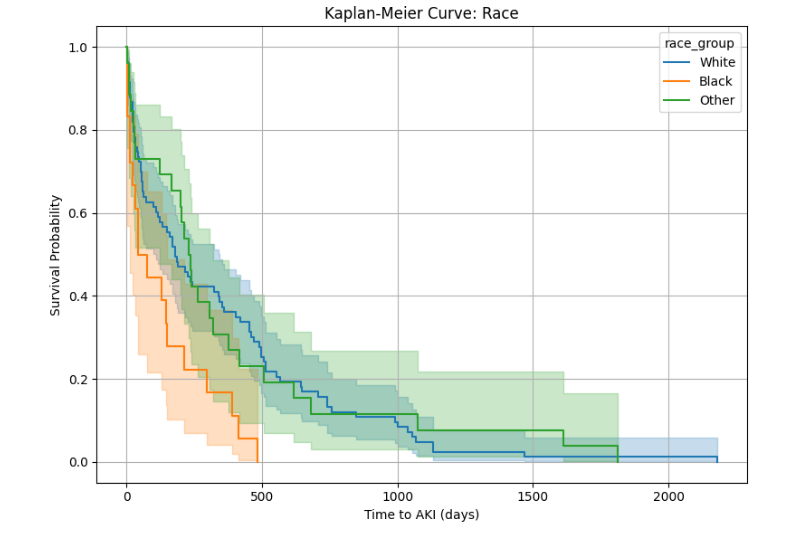 Kaplan-Meier Curve: Race
race_group
White
Black
Other
Survival Probability
1.0
0.8
0.6
0.4
0.2
0.0
0
500
1000
1500
2000
Time to AKI (days)